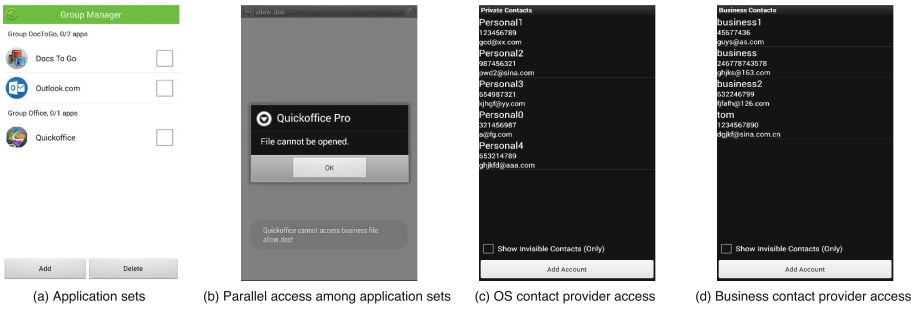 Group Manager
Group DocToGo, 0/2 apps
Docs To Go
Outlook.com
Group Office, 0/1 apps
Quickoffice
Add
Delete
(a) Application sets
allow.doc
Quickoffice Pro
File cannot be opened.
OK
Quickoffice cannot access business file:
allow.doc!
(b) Parallel access among application sets
Private Contacts
Personal1
123456789
gcd@xx.com
Personal2
987456321
pwd2@sina.com
Personal3
654987321
kjhgf@yy.com
Personal0
321456987
a@fg.com
Personal4
653214789
ghjkfd@aaa.com
Show Invisible Contacts (Only)
Add Account
(c) OS contact provider access
Business Contacts
business1
45677436
guys@as.com
business
246778743578
ghjks@163.com
business2
632246799
fjfafh@126.com
tom
1234567890
dgjkf@sina.com.cn
Show Invisible Contacts (Only)
Add Account
(d) Business contact provider access